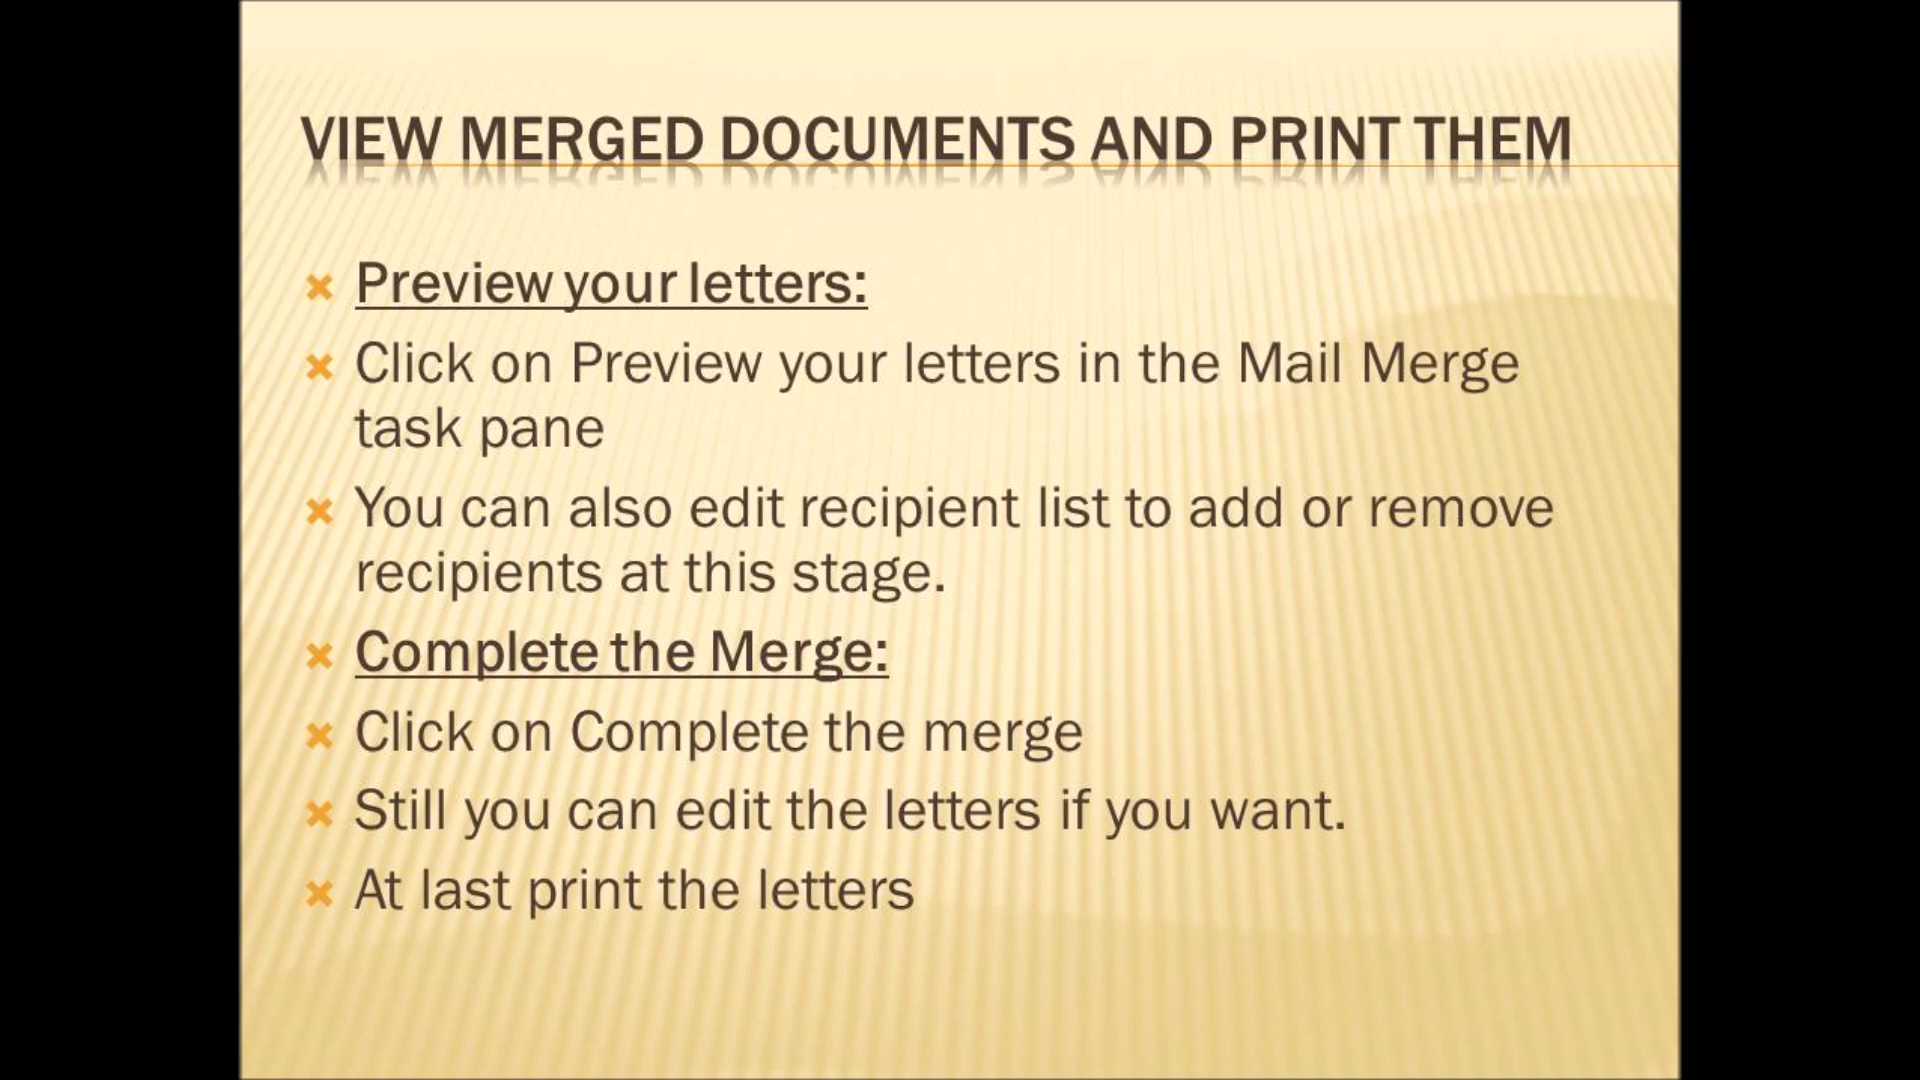 VIEW MERGED DOCUMENTS AND PRINT THEM
Preview your letters:
Click on Preview your letters in the Mail Merge
task pane
You can also edit recipient list to add or remove
recipients at this stage.
Complete the Merge:
Click on Complete the merge
Still you can edit the letters if you want.
At last print the letters